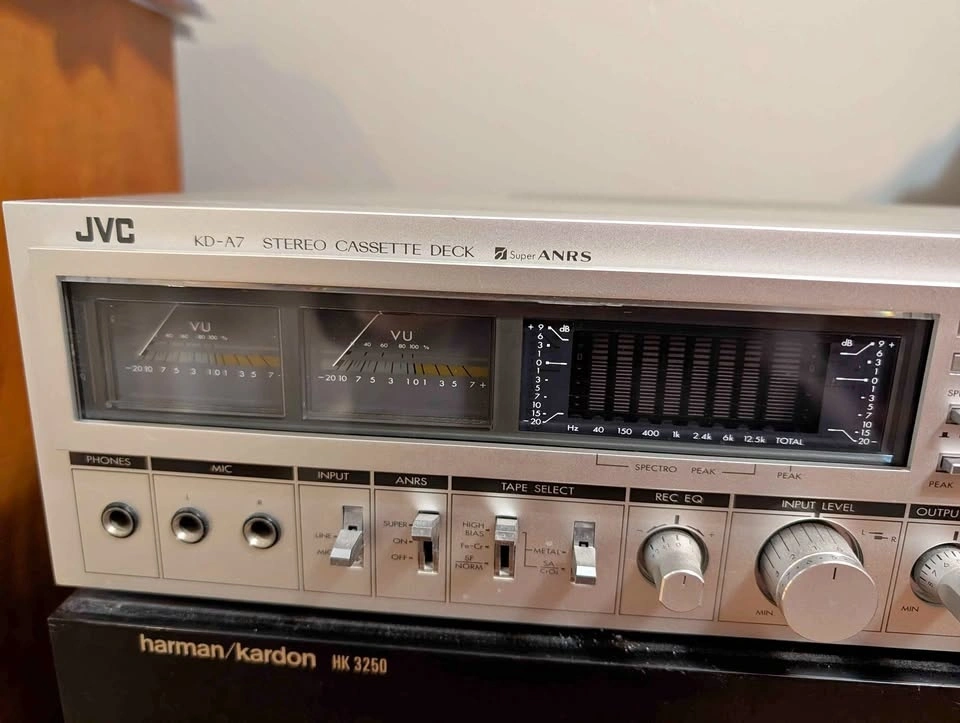 JVC
KD-A7 STEREO CASSETTE DECK Super ANRS
VU
40 60 80 100 %
-20 10 7 5 3 1 0 1 3 5 7
VU
40 60 80 100 %
-20 10 7 5 3 1 0 1 3 5 7 +
+ 9 dB
6
3
1
0
1
3
5
7
10
15
-20
dB 9 +
6
3
1
0
1
3
5
7
10
15
20 -
Hz 40 150 400 1k 2.4k 6k 12.5k TOTAL
SPECTRO PEAK
PEAK
PEAK
PHONES
MIC
L
R
INPUT
LINE
MIC
ANRS
SUPER
ON
OFF
TAPE SELECT
HIGH BIAS
Fe-Cr
SF NORM
METAL
SA CrO₂
REC EQ
- +
INPUT LEVEL
L R
MIN
OUTPU
MIN
harman/kardon HK 3250